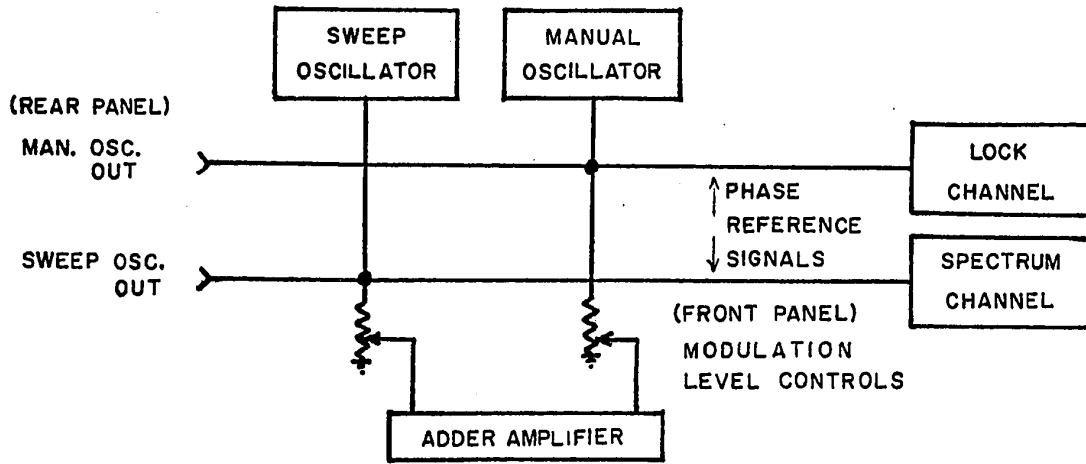 SWEEP
OSCILLATOR
MANUAL
OSCILLATOR
(REAR PANEL)
MAN. OSC.
OUT
LOCK
CHANNEL
PHASE
REFERENCE
SIGNALS
SWEEP OSC.
OUT
SPECTRUM
CHANNEL
(FRONT PANEL)
MODULATION
LEVEL CONTROLS
ADDER AMPLIFIER